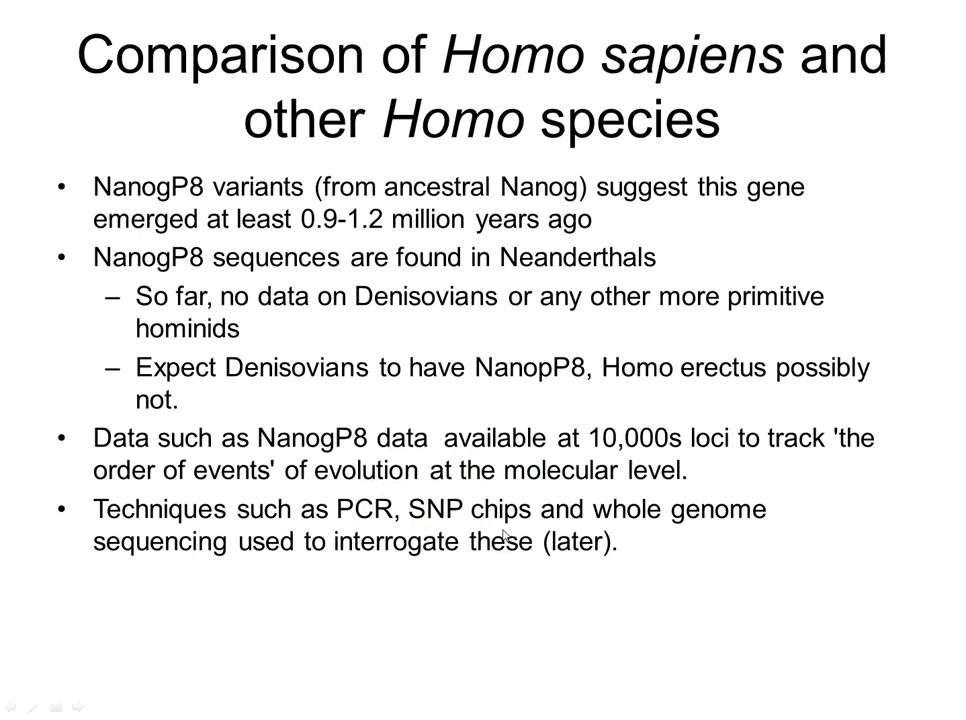 Comparison of Homo sapiens and
other Homo species
• NanogP8 variants (from ancestral Nanog) suggest this gene
emerged at least 0.9-1.2 million years ago
• NanogP8 sequences are found in Neanderthals
– So far, no data on Denisovians or any other more primitive
hominids
– Expect Denisovians to have NanopP8, Homo erectus possibly
not.
• Data such as NanogP8 data  available at 10,000s loci to track 'the
order of events' of evolution at the molecular level.
• Techniques such as PCR, SNP chips and whole genome
sequencing used to interrogate these (later).